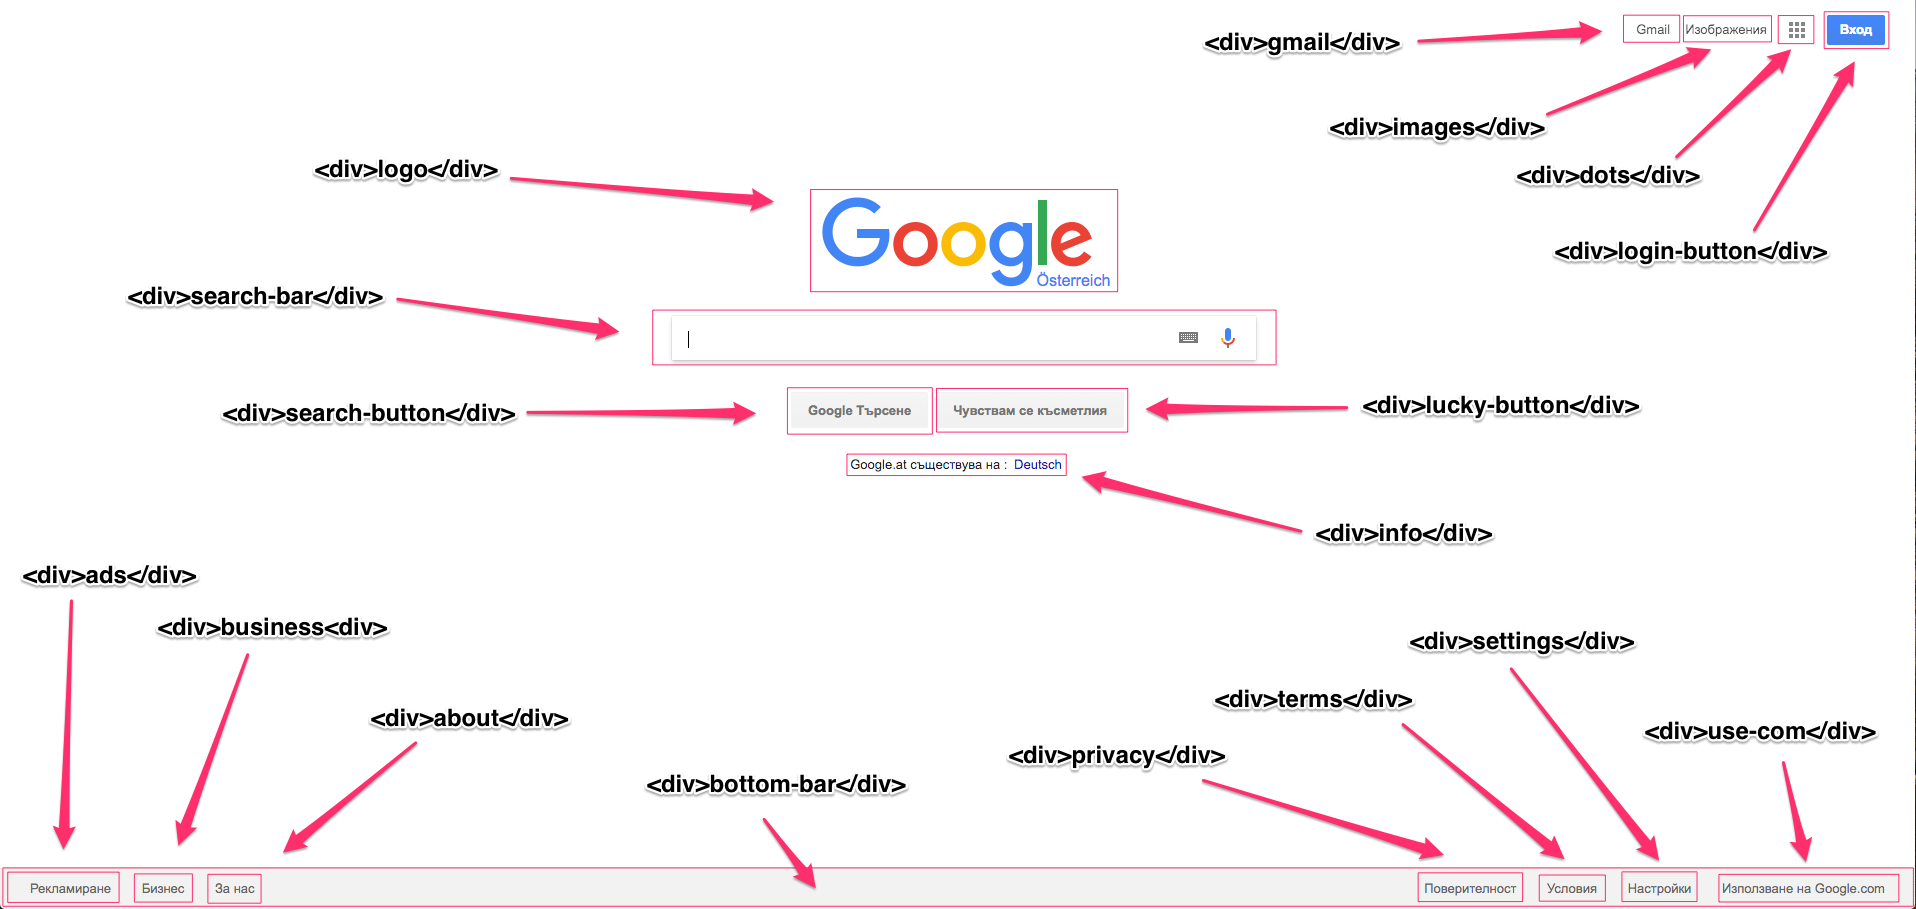 <div>gmail</div>
Gmail
Изображения
Вход
<div>images</div>
<div>dots</div>
<div>login-button</div>
<div>logo</div>
Google
Österreich
<div>search-bar</div>
<div>search-button</div>
Google Търсене
Чувствам се късметлия
<div>lucky-button</div>
Google.at съществува на : Deutsch
<div>info</div>
<div>ads</div>
<div>business<div>
<div>about</div>
<div>bottom-bar</div>
<div>privacy</div>
<div>terms</div>
<div>settings</div>
<div>use-com</div>
Рекламиране
Бизнес
За нас
Поверителност
Условия
Настройки
Използване на Google.com